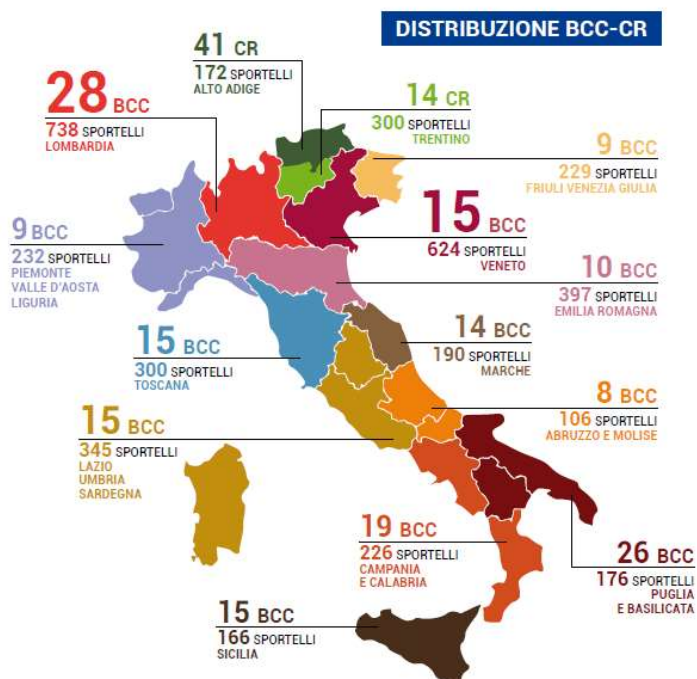 DISTRIBUZIONE BCC-CR
41 CR
172 SPORTELLI
ALTO ADIGE
28 BCC
738 SPORTELLI
LOMBARDIA
14 CR
300 SPORTELLI
TRENTINO
9 BCC
229 SPORTELLI
FRIULI VENEZIA GIULIA
15 BCC
624 SPORTELLI
VENETO
9 BCC
232 SPORTELLI
PIEMONTE
VALLE D'AOSTA
LIGURIA
10 BCC
397 SPORTELLI
EMILIA ROMAGNA
14 BCC
190 SPORTELLI
MARCHE
15 BCC
300 SPORTELLI
TOSCANA
8 BCC
106 SPORTELLI
ABRUZZO E MOLISE
15 BCC
345 SPORTELLI
LAZIO
UMBRIA
SARDEGNA
19 BCC
226 SPORTELLI
CAMPANIA
E CALABRIA
26 BCC
176 SPORTELLI
PUGLIA
E BASILICATA
15 BCC
166 SPORTELLI
SICILIA